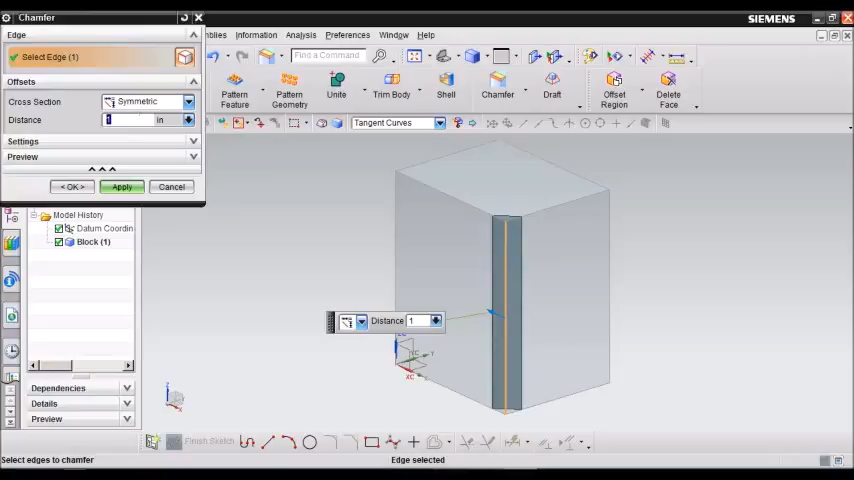 Chamfer
SIEMENS
Edge
Information Analysis Preferences Window Help
Select Edge (1)
Find a Command
Offsets
Cross Section Symmetric
Distance 1 in
Pattern Feature
Pattern Geometry
Unite
Trim Body
Shell
Chamfer
Draft
Offset Region
Delete Face
Tangent Curves
Settings
Preview
< OK > Apply Cancel
Model History
Datum Coordin
Block (1)
Distance 1
YC
XC
Dependencies
Details
Preview
Finish Sketch
Select edges to chamfer
Edge selected